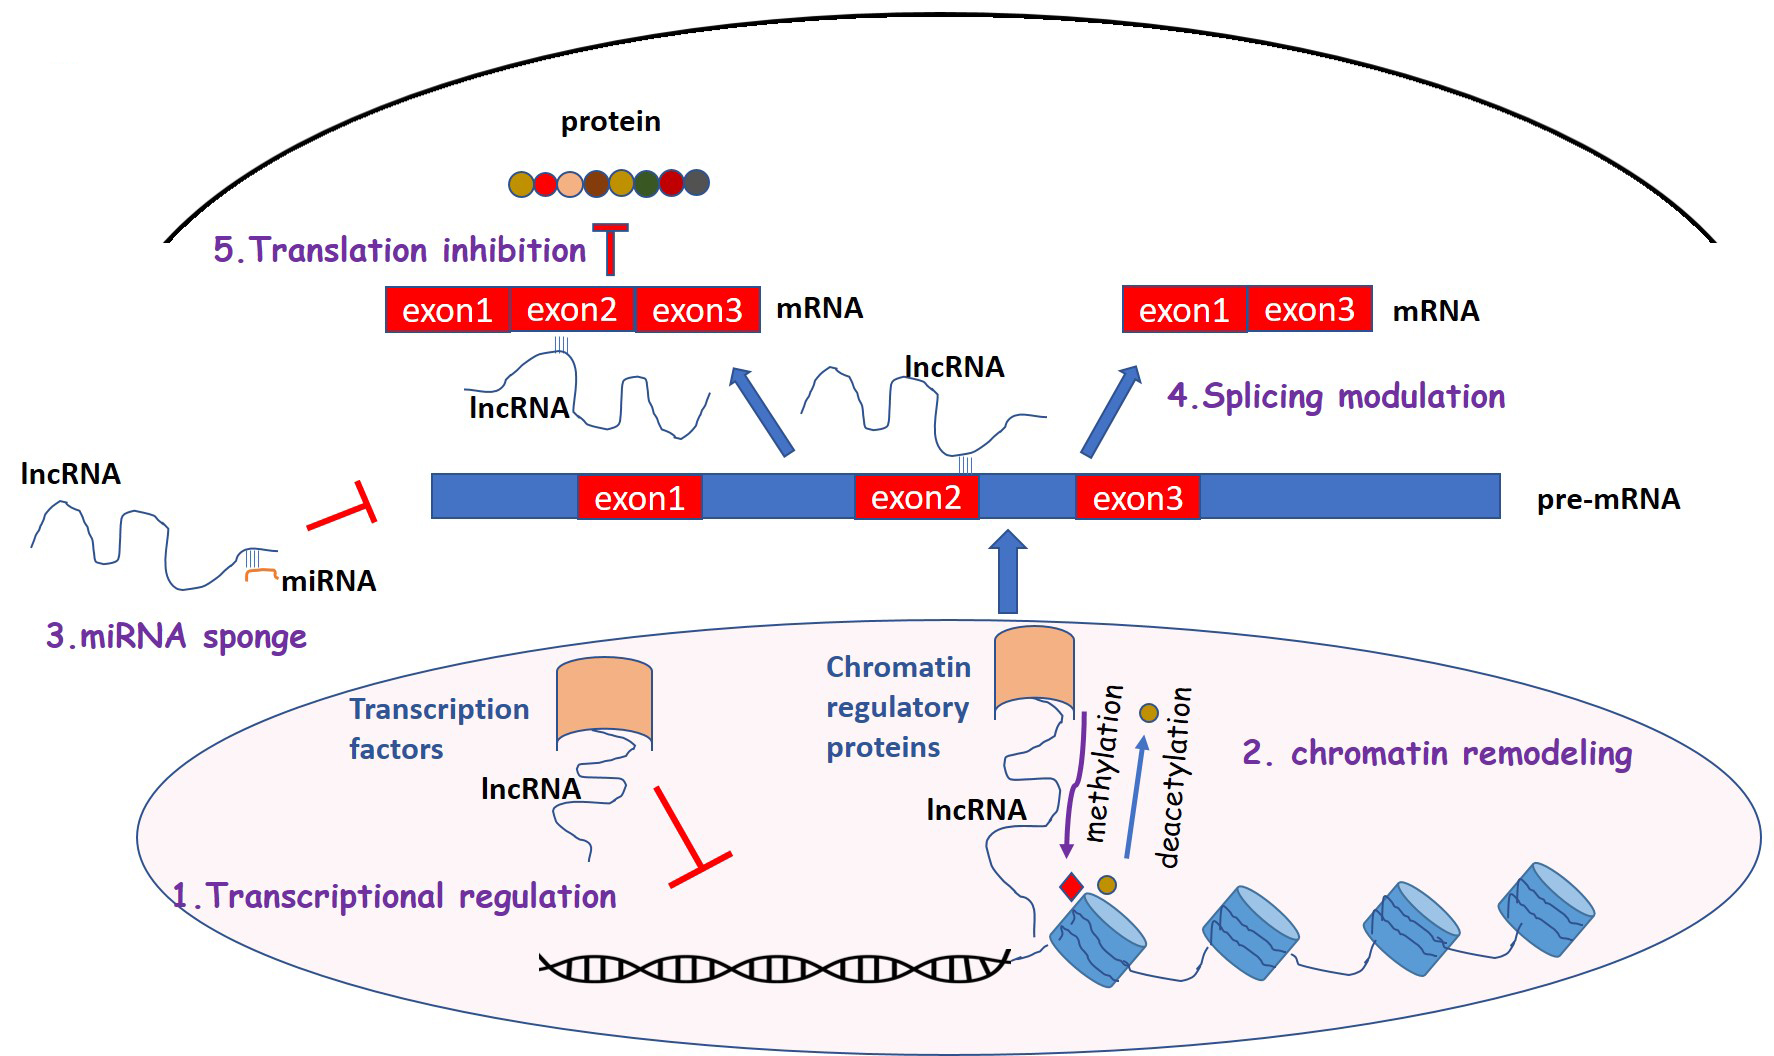 protein
5.Translation inhibition
exon1 exon2 exon3 mRNA
exon1 exon3 mRNA
lncRNA
lncRNA
4.Splicing modulation
lncRNA
exon1 exon2 exon3 pre-mRNA
miRNA
3.miRNA sponge
Transcription
factors
lncRNA
1.Transcriptional regulation
Chromatin
regulatory
proteins
lncRNA
methylation
deacetylation
2. chromatin remodeling